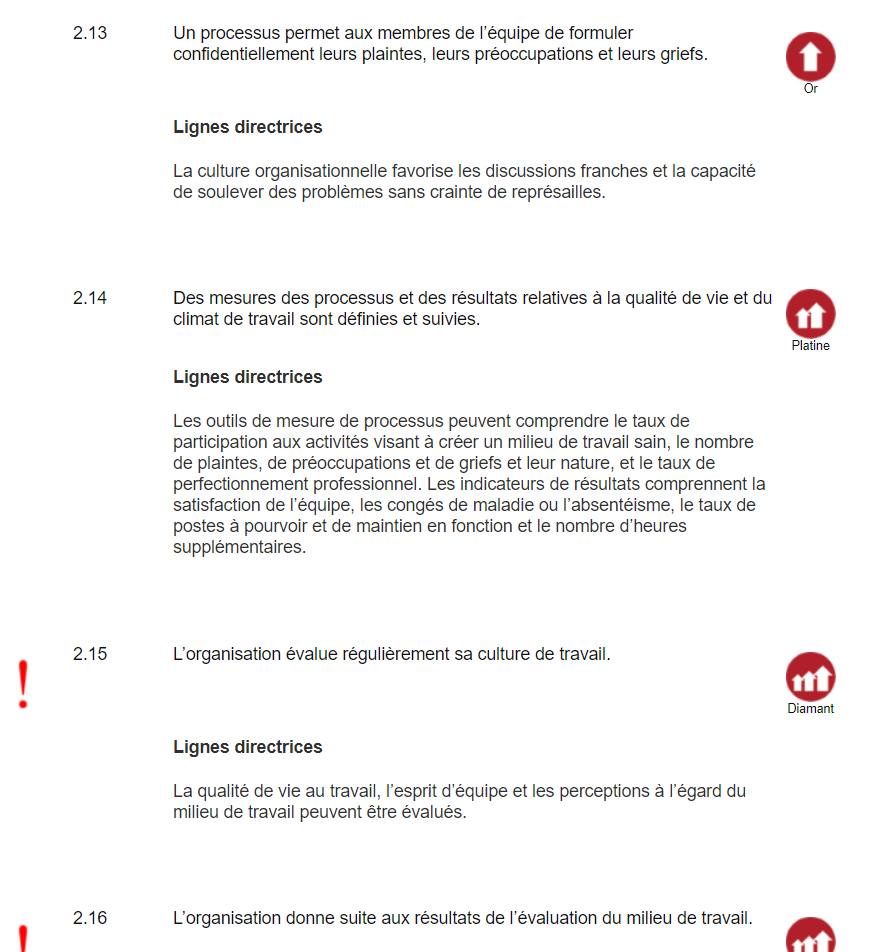 2.13
Un processus permet aux membres de l’équipe de formuler
confidentiellement leurs plaintes, leurs préoccupations et leurs griefs.
Or
Lignes directrices
La culture organisationnelle favorise les discussions franches et la capacité
de soulever des problèmes sans crainte de représailles.
2.14
Des mesures des processus et des résultats relatives à la qualité de vie et du
climat de travail sont définies et suivies.
Platine
Lignes directrices
Les outils de mesure de processus peuvent comprendre le taux de
participation aux activités visant à créer un milieu de travail sain, le nombre
de plaintes, de préoccupations et de griefs et leur nature, et le taux de
perfectionnement professionnel. Les indicateurs de résultats comprennent la
satisfaction de l’équipe, les congés de maladie ou l’absentéisme, le taux de
postes à pourvoir et de maintien en fonction et le nombre d’heures
supplémentaires.
!
2.15
L’organisation évalue régulièrement sa culture de travail.
Diamant
Lignes directrices
La qualité de vie au travail, l’esprit d’équipe et les perceptions à l’égard du
milieu de travail peuvent être évalués.
!
2.16
L’organisation donne suite aux résultats de l’évaluation du milieu de travail.